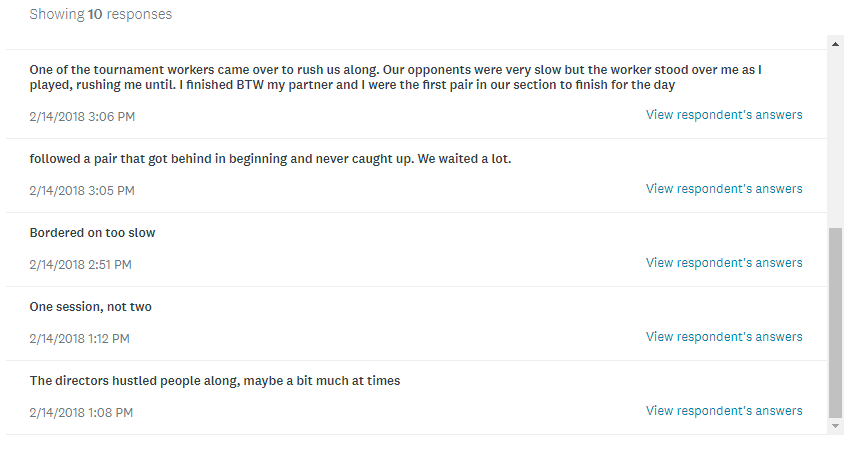 Showing 10 responses
One of the tournament workers came over to rush us along. Our opponents were very slow but the worker stood over me as I
played, rushing me until. I finished BTW my partner and I were the first pair in our section to finish for the day
2/14/2018 3:06 PM View respondent's answers
followed a pair that got behind in beginning and never caught up. We waited a lot.
2/14/2018 3:05 PM View respondent's answers
Bordered on too slow
2/14/2018 2:51 PM View respondent's answers
One session, not two
2/14/2018 1:12 PM View respondent's answers
The directors hustled people along, maybe a bit much at times
2/14/2018 1:08 PM View respondent's answers